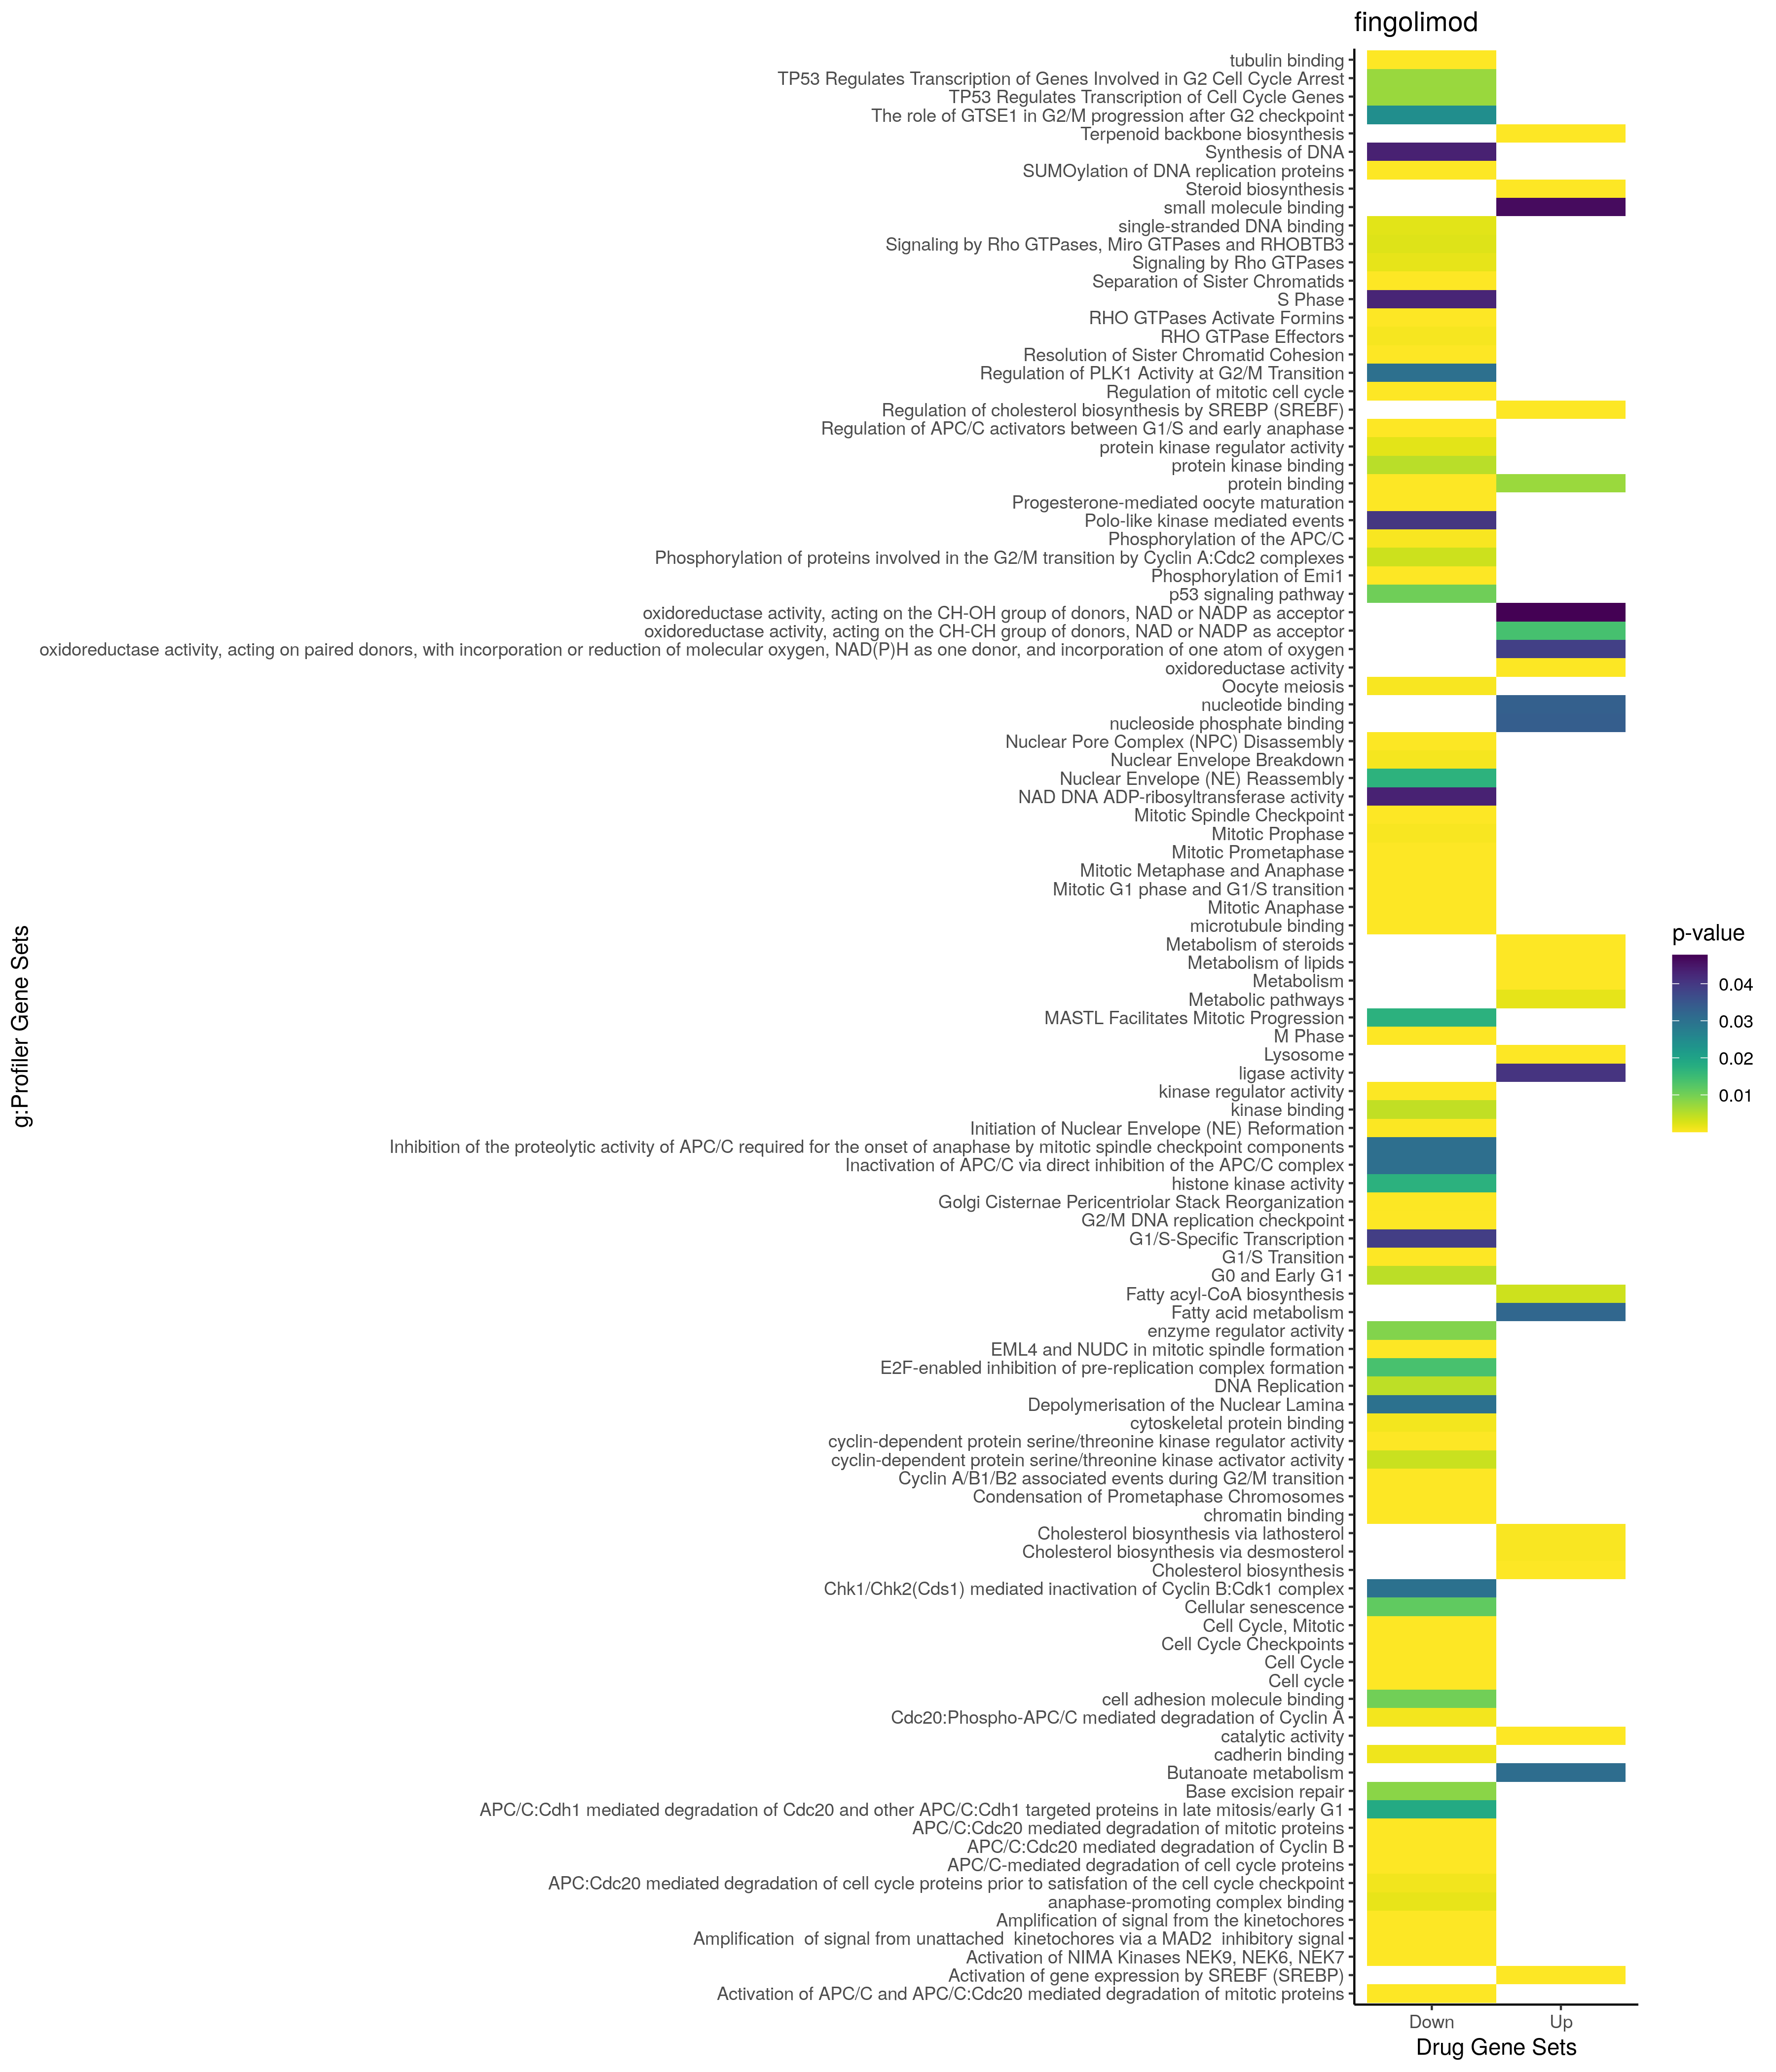 fingolimod
tubulin binding
TP53 Regulates Transcription of Genes Involved in G2 Cell Cycle Arrest
TP53 Regulates Transcription of Cell Cycle Genes
The role of GTSE1 in G2/M progression after G2 checkpoint
Terpenoid backbone biosynthesis
Synthesis of DNA
SUMOylation of DNA replication proteins
Steroid biosynthesis
small molecule binding
single-stranded DNA binding
Signaling by Rho GTPases, Miro GTPases and RHOBTB3
Signaling by Rho GTPases
Separation of Sister Chromatids
S Phase
RHO GTPases Activate Formins
RHO GTPase Effectors
Resolution of Sister Chromatid Cohesion
Regulation of PLK1 Activity at G2/M Transition
Regulation of mitotic cell cycle
Regulation of cholesterol biosynthesis by SREBP (SREBF)
Regulation of APC/C activators between G1/S and early anaphase
protein kinase regulator activity
protein kinase binding
protein binding
Progesterone-mediated oocyte maturation
Polo-like kinase mediated events
Phosphorylation of the APC/C
Phosphorylation of proteins involved in the G2/M transition by Cyclin A:Cdc2 complexes
Phosphorylation of Emi1
p53 signaling pathway
oxidoreductase activity, acting on the CH-OH group of donors, NAD or NADP as acceptor
oxidoreductase activity, acting on the CH-CH group of donors, NAD or NADP as acceptor
oxidoreductase activity, acting on paired donors, with incorporation or reduction of molecular oxygen, NAD(P)H as one donor, and incorporation of one atom of oxygen
oxidoreductase activity
Oocyte meiosis
nucleotide binding
nucleoside phosphate binding
Nuclear Pore Complex (NPC) Disassembly
Nuclear Envelope Breakdown
Nuclear Envelope (NE) Reassembly
NAD DNA ADP-ribosyltransferase activity
Mitotic Spindle Checkpoint
Mitotic Prophase
Mitotic Prometaphase
Mitotic Metaphase and Anaphase
Mitotic G1 phase and G1/S transition
Mitotic Anaphase
microtubule binding
Metabolism of steroids
Metabolism of lipids
Metabolism
Metabolic pathways
MASTL Facilitates Mitotic Progression
M Phase
Lysosome
ligase activity
kinase regulator activity
kinase binding
Initiation of Nuclear Envelope (NE) Reformation
Inhibition of the proteolytic activity of APC/C required for the onset of anaphase by mitotic spindle checkpoint components
Inactivation of APC/C via direct inhibition of the APC/C complex
histone kinase activity
Golgi Cisternae Pericentriolar Stack Reorganization
G2/M DNA replication checkpoint
G1/S-Specific Transcription
G1/S Transition
G0 and Early G1
Fatty acyl-CoA biosynthesis
Fatty acid metabolism
enzyme regulator activity
EML4 and NUDC in mitotic spindle formation
E2F-enabled inhibition of pre-replication complex formation
DNA Replication
Depolymerisation of the Nuclear Lamina
cytoskeletal protein binding
cyclin-dependent protein serine/threonine kinase regulator activity
cyclin-dependent protein serine/threonine kinase activator activity
Cyclin A/B1/B2 associated events during G2/M transition
Condensation of Prometaphase Chromosomes
chromatin binding
Cholesterol biosynthesis via lathosterol
Cholesterol biosynthesis via desmosterol
Cholesterol biosynthesis
Chk1/Chk2(Cds1) mediated inactivation of Cyclin B:Cdk1 complex
Cellular senescence
Cell Cycle, Mitotic
Cell Cycle Checkpoints
Cell Cycle
Cell cycle
cell adhesion molecule binding
Cdc20:Phospho-APC/C mediated degradation of Cyclin A
catalytic activity
cadherin binding
Butanoate metabolism
Base excision repair
APC/C:Cdh1 mediated degradation of Cdc20 and other APC/C:Cdh1 targeted proteins in late mitosis/early G1
APC/C:Cdc20 mediated degradation of mitotic proteins
APC/C:Cdc20 mediated degradation of Cyclin B
APC/C-mediated degradation of cell cycle proteins
APC:Cdc20 mediated degradation of cell cycle proteins prior to satisfation of the cell cycle checkpoint
anaphase-promoting complex binding
Amplification of signal from the kinetochores
Amplification  of signal from unattached  kinetochores via a MAD2  inhibitory signal
Activation of NIMA Kinases NEK9, NEK6, NEK7
Activation of gene expression by SREBF (SREBP)
Activation of APC/C and APC/C:Cdc20 mediated degradation of mitotic proteins
Down
Up
Drug Gene Sets
g:Profiler Gene Sets
p-value
0.04
0.03
0.02
0.01